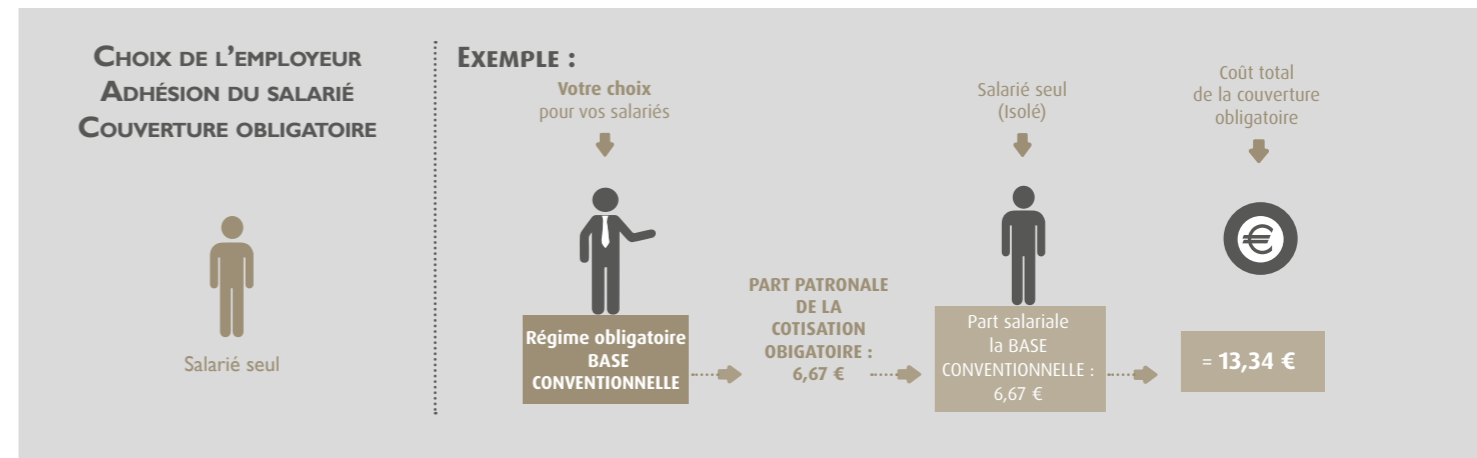 CHOIX DE L'EMPLOYEUR
ADHÉSION DU SALARIÉ
COUVERTURE OBLIGATOIRE
Salarié seul
EXEMPLE :
Votre choix
pour vos salariés
Régime obligatoire
BASE
CONVENTIONNELLE
PART PATRONALE
DE LA
COTISATION
OBIGATOIRE :
6,67 €
Salarié seul
(Isolé)
Part salariale
la BASE
CONVENTIONNELLE :
6,67 €
Coût total
de la couverture
obligatoire
€
= 13,34 €